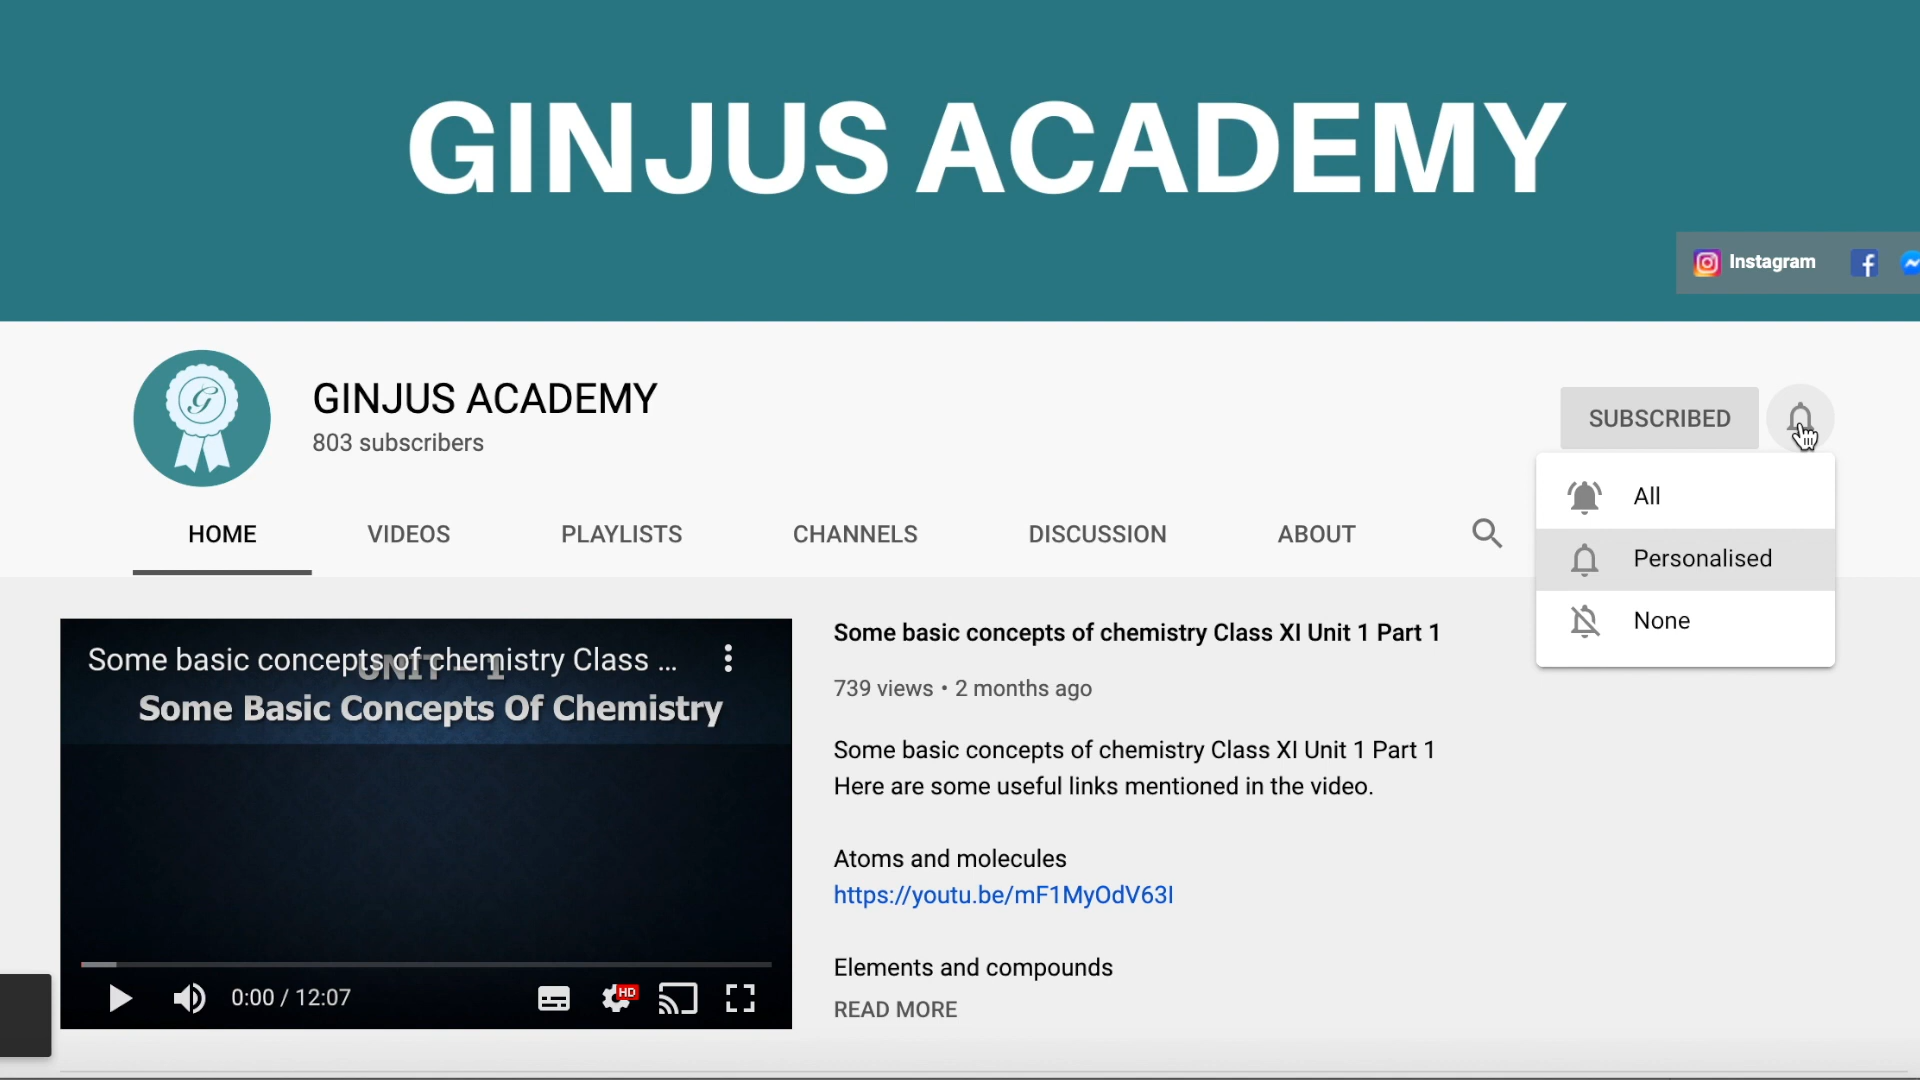 GINJUS ACADEMY
Instagram
GINJUS ACADEMY
803 subscribers
SUBSCRIBED
All
Personalised
None
HOME
VIDEOS
PLAYLISTS
CHANNELS
DISCUSSION
ABOUT
Some basic concepts of chemistry Class ...
UNIT - 1
Some Basic Concepts Of Chemistry
0:00 / 12:07
HD
Some basic concepts of chemistry Class XI Unit 1 Part 1
739 views • 2 months ago
Some basic concepts of chemistry Class XI Unit 1 Part 1
Here are some useful links mentioned in the video.
Atoms and molecules
https://youtu.be/mF1MyOdV63I
Elements and compounds
READ MORE